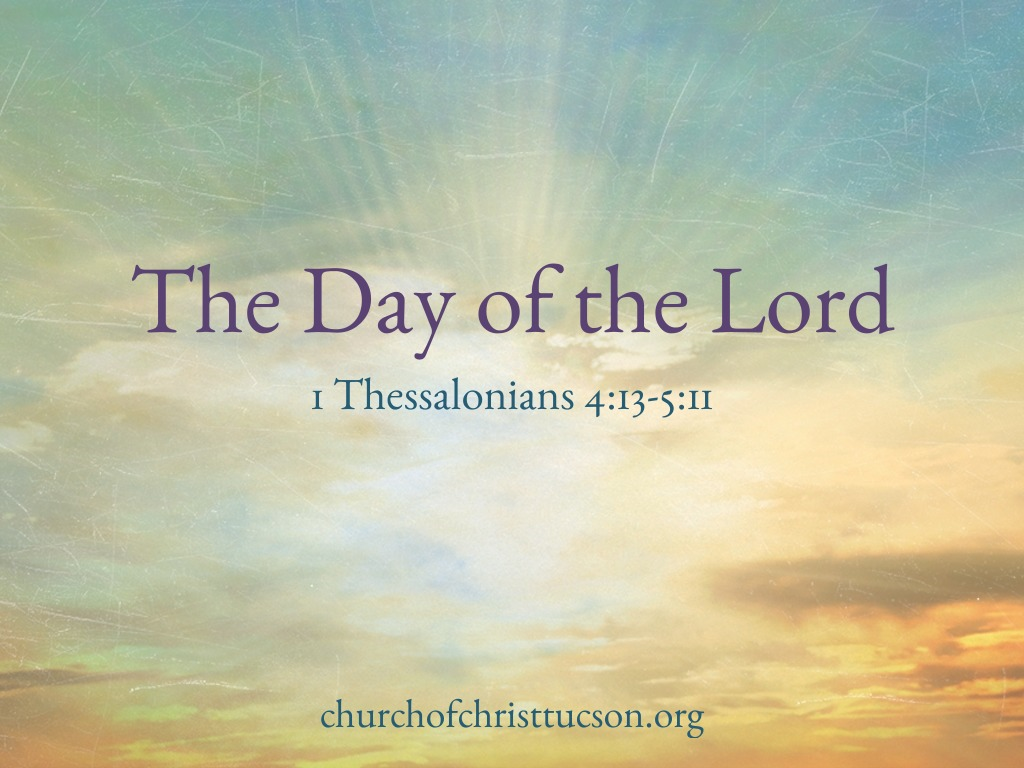 The Day of the Lord
1 Thessalonians 4:13-5:11
churchofchristtucson.org